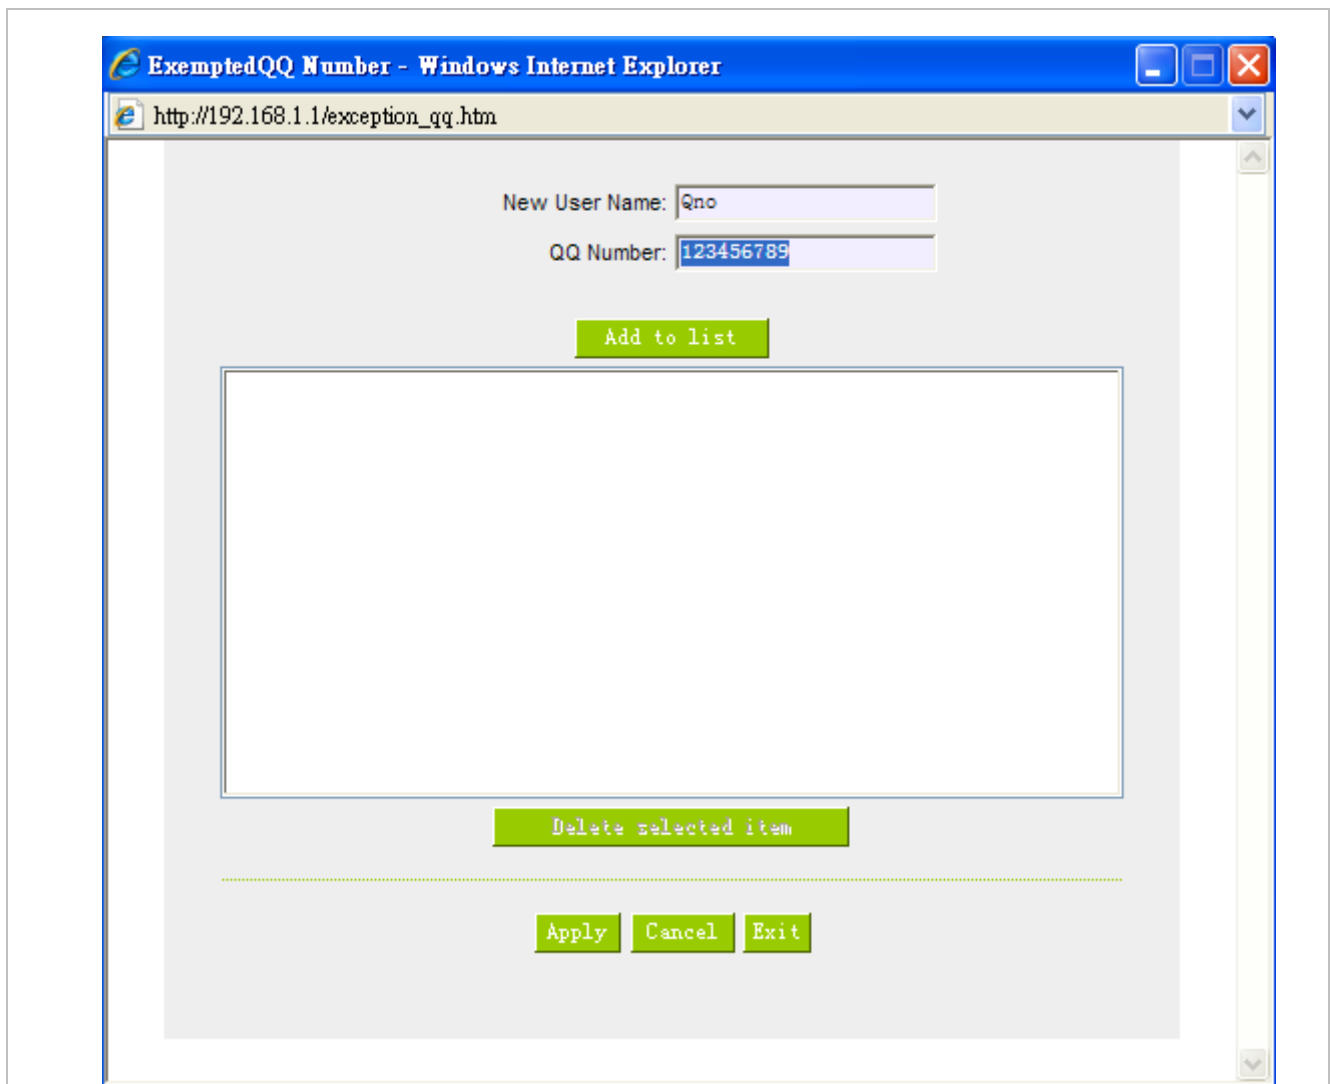 ExemptedQQ Number - Windows Internet Explorer
http://192.168.1.1/exception_qq.htm
New User Name: Qno
QQ Number: 123456789
Add to list
Delete selected item
Apply Cancel Exit